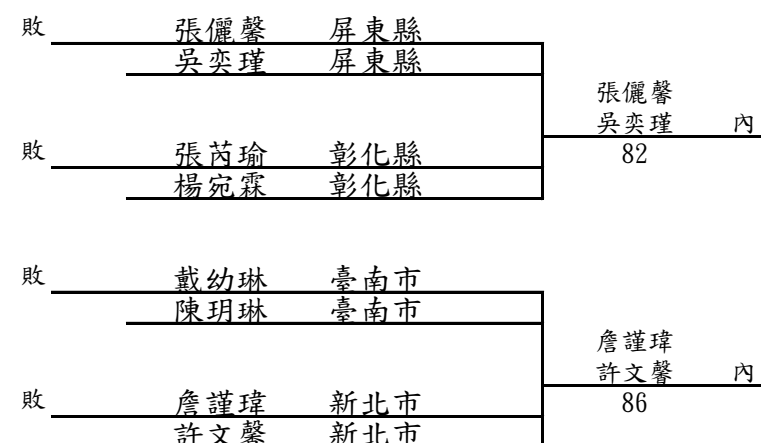 敗 張儷馨 屏東縣
吳奕瑾 屏東縣
張儷馨
吳奕瑾 內
82
敗 張芮瑜 彰化縣
楊宛霖 彰化縣
敗 戴幼琳 臺南市
陳玥琳 臺南市
詹謹瑋
許文馨 內
86
敗 詹謹瑋 新北市
許文馨 新北市